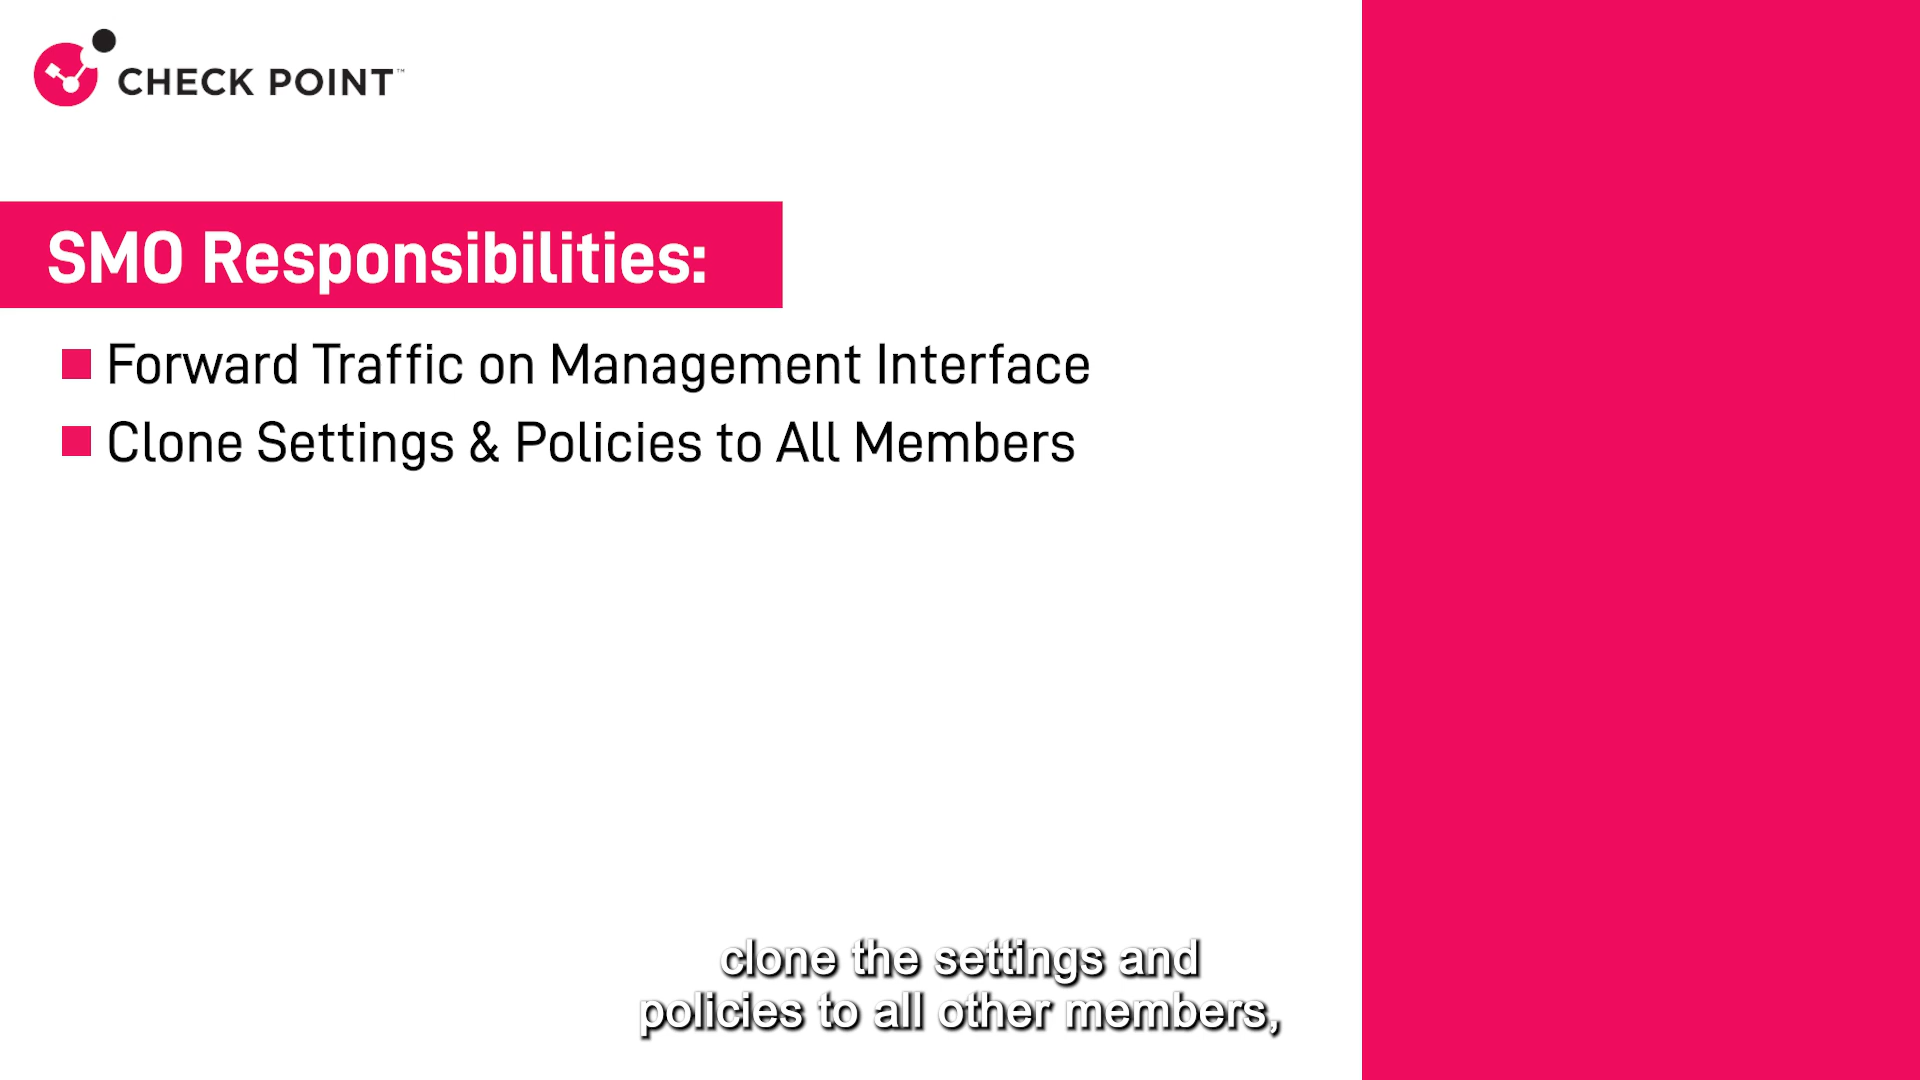 CHECK POINT™
SMO Responsibilities:
Forward Traffic on Management Interface
Clone Settings & Policies to All Members
clone the settings and
policies to all other members,